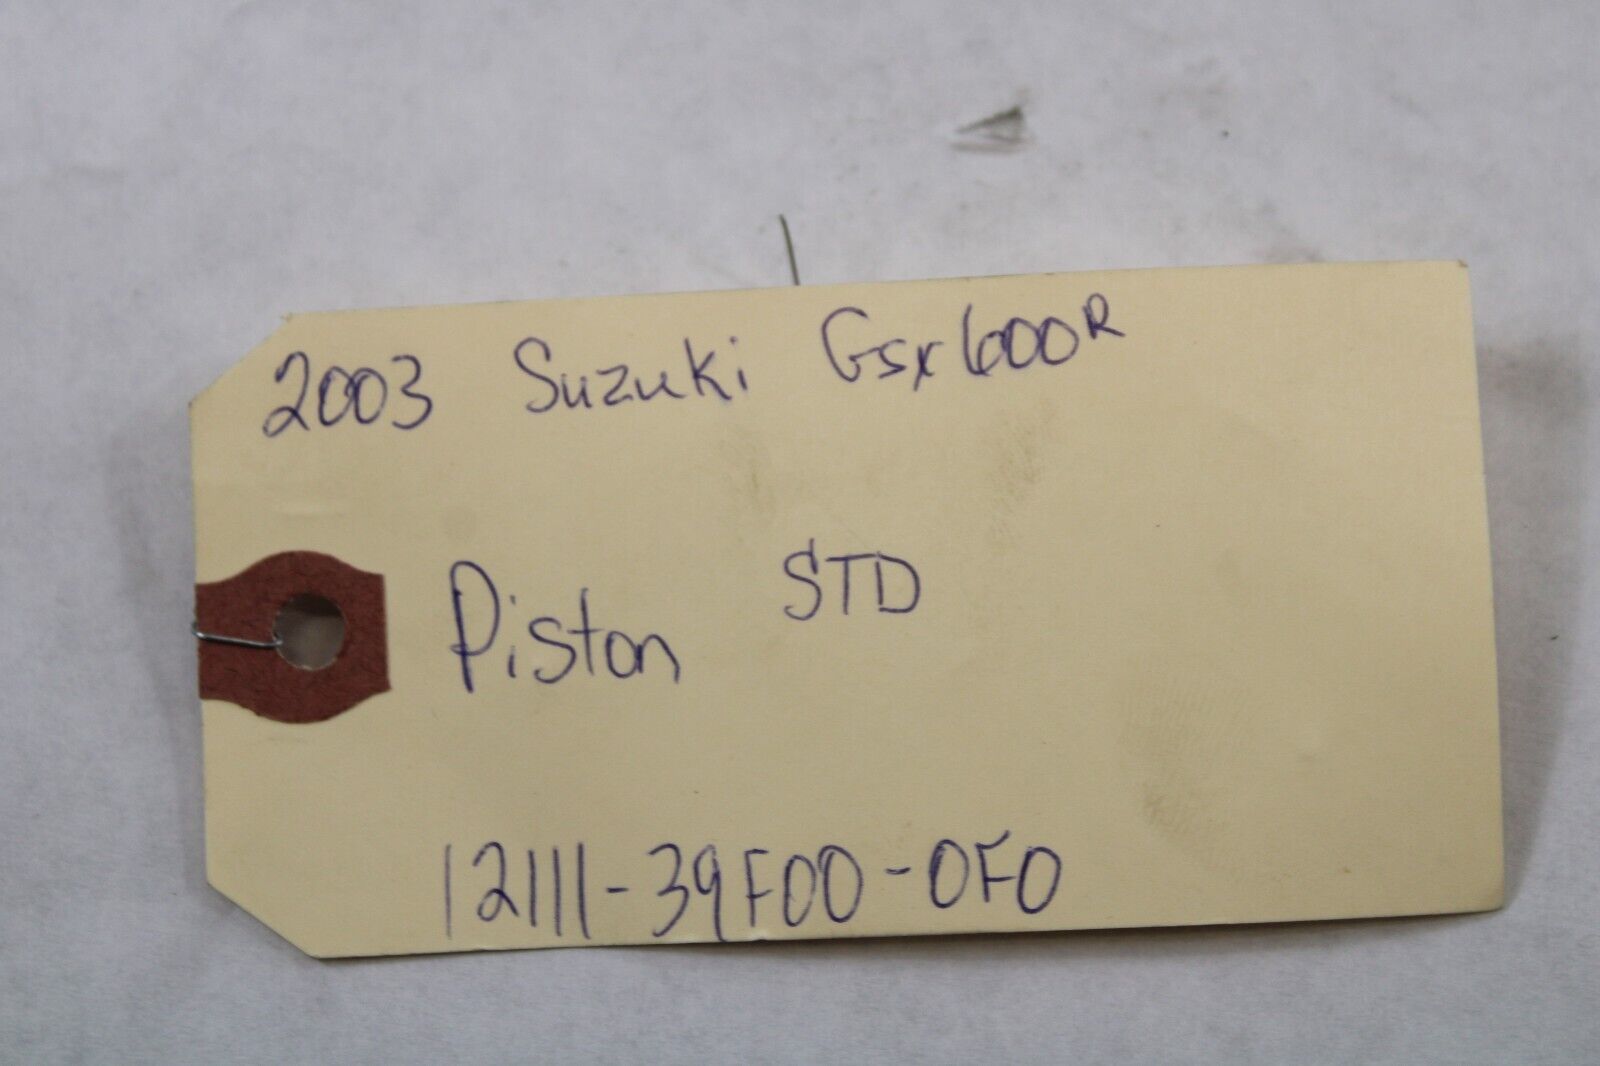 2003 Suzuki Gsx600R
Piston STD
12111-39F00-0F0